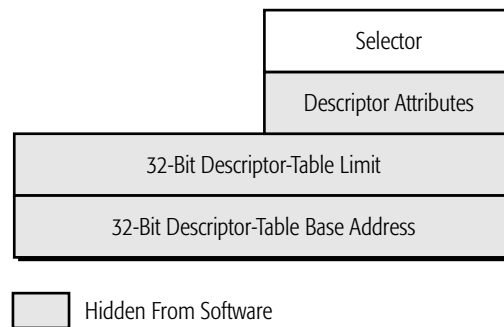 Selector
Descriptor Attributes
32-Bit Descriptor-Table Limit
32-Bit Descriptor-Table Base Address
Hidden From Software